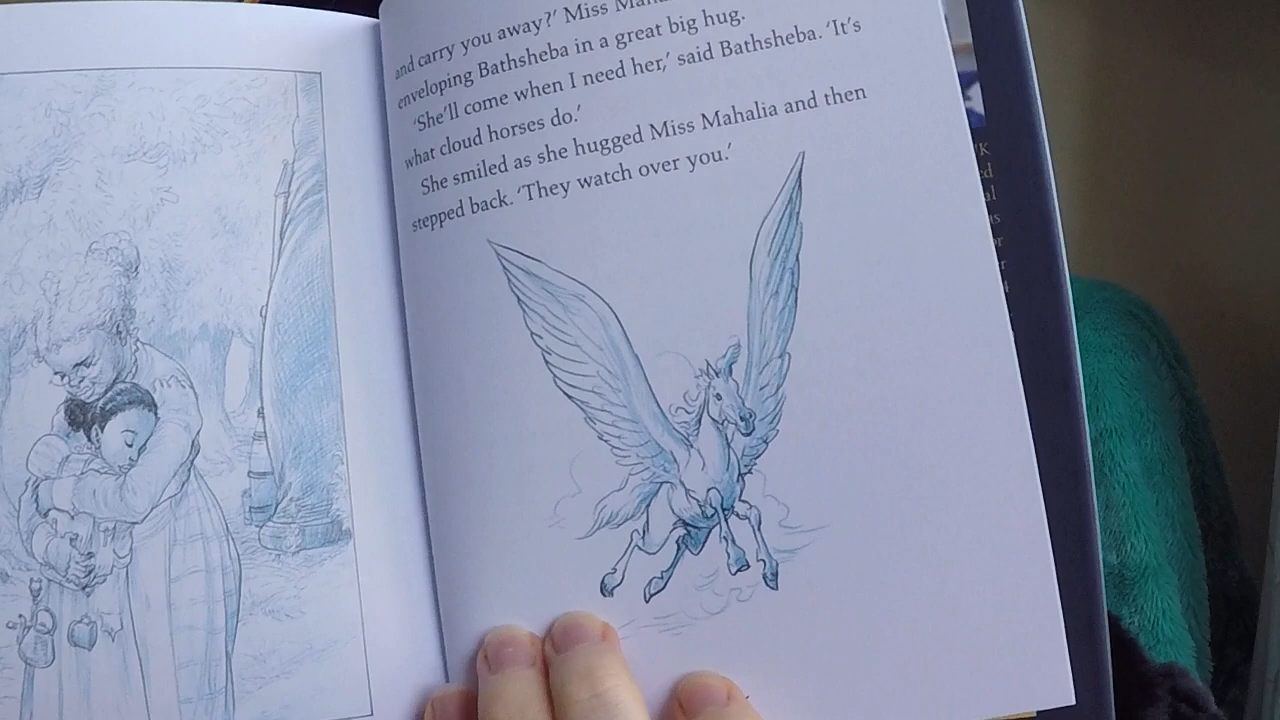 and carry you away?' Miss
enveloping Bathsheba in a great big hug.
'She'll come when I need her,' said Bathsheba. 'It's
what cloud horses do.'
She smiled as she hugged Miss Mahalia and then
stepped back. 'They watch over you.'